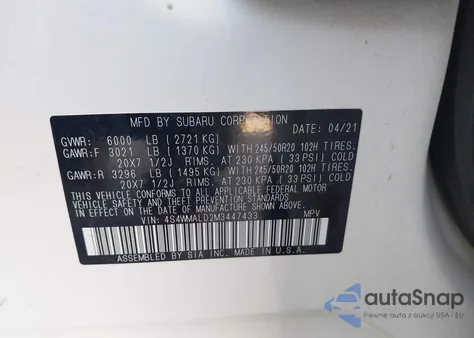 MFD BY SUBARU CORPORATION DATE 04/21
GVWR: 6000 LB (2721 KG)
GAWR:F 3021 LB (1370 KG) WITH 245/50R20 102H TIRES.
20X7 1/2J RIMS. AT 230 KPA (33 PSI) COLD
GAWR:R 3296 LB (1495 KG) WITH 245/50R20 102H TIRES.
20X7 1/2J RIMS. AT 230 KPA (33 PSI) COLD
THIS VEHICLE CONFORMS TO ALL APPLICABLE FEDERAL MOTOR
VEHICLE SAFETY, BUMPER, AND THEFT PREVENTION
STANDARDS IN EFFECT ON THE DATE OF MANUFACTURE
SHOWN ABOVE.
VIN: 4S4WMALD2M3447433 MPV
ASSEMBLED BY SIA INC. MADE IN U.S.A.
autoSnap
Partner aukcji z USA i EU